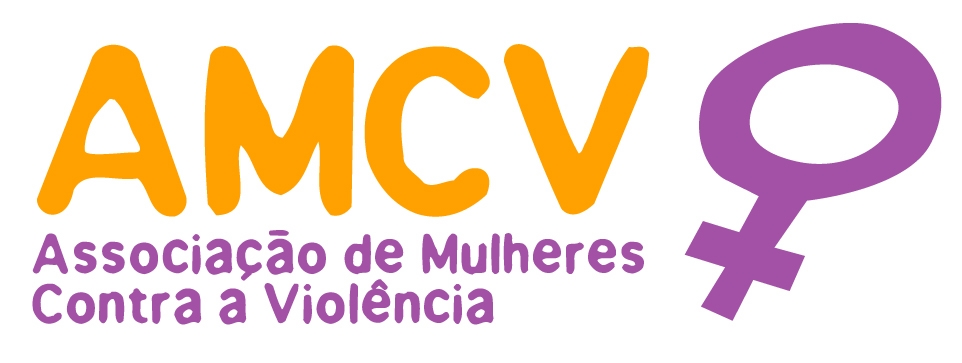 AMCV
Associação de Mulheres
Contra a Violência